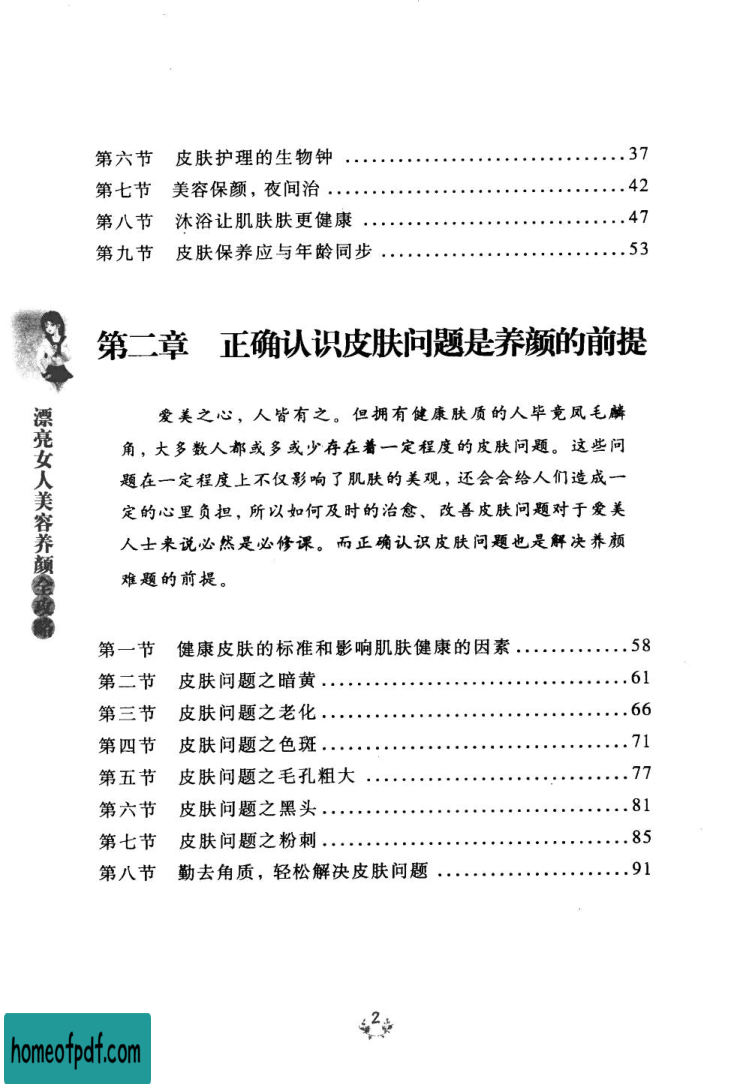 第六节　皮肤护理的生物钟 ................................37
第七节　美容保颜，夜间治 ..................................42
第八节　沐浴让肌肤肤更健康 ..............................47
第九节　皮肤保养应与年龄同步 ............................53
第二章　正确认识皮肤问题是养颜的前提
爱美之心，人皆有之。但拥有健康肤质的人毕竟凤毛麟
角，大多数人都或多或少存在着一定程度的皮肤问题。这些问
题在一定程度上不仅影响了肌肤的美观，还会会给人们造成一
定的心里负担，所以如何及时的治愈、改善皮肤问题对于爱美
人士来说必然是必修课。而正确认识皮肤问题也是解决养颜
难题的前提。
第一节　健康皮肤的标准和影响肌肤健康的因素 .............58
第二节　皮肤问题之暗黄 ...................................61
第三节　皮肤问题之老化 ...................................66
第四节　皮肤问题之色斑 ...................................71
第五节　皮肤问题之毛孔粗大 ..............................77
第六节　皮肤问题之黑头 ...................................81
第七节　皮肤问题之粉刺 ...................................85
第八节　勤去角质，轻松解决皮肤问题 ......................91
漂亮女人美容养颜全攻略
2
homeofpdf.com